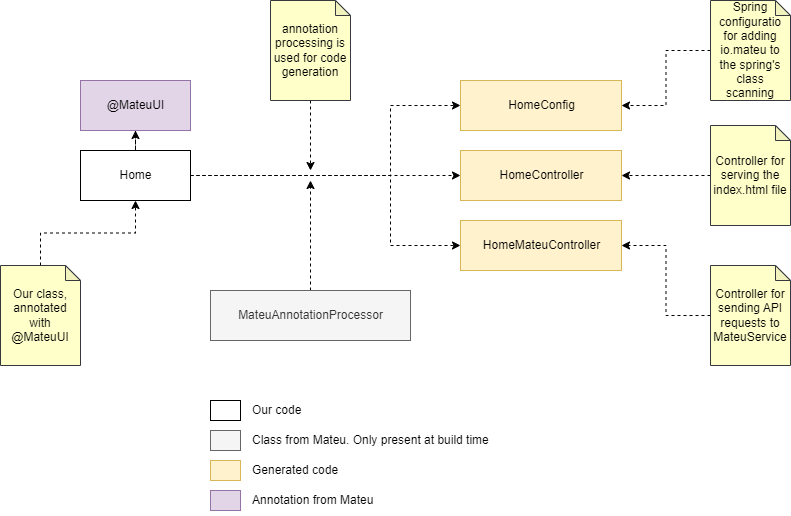 annotation
processing is
used for code
generation
Spring
configuratio
for adding
io.mateu to
the spring's
class
scanning
@MateuUI
HomeConfig
Home
HomeController
Controller for
serving the
index.html file
HomeMateuController
Our class,
annotated
with
@MateuUI
MateuAnnotationProcessor
Controller for
sending API
requests to
MateuService
Our code
Class from Mateu. Only present at build time
Generated code
Annotation from Mateu